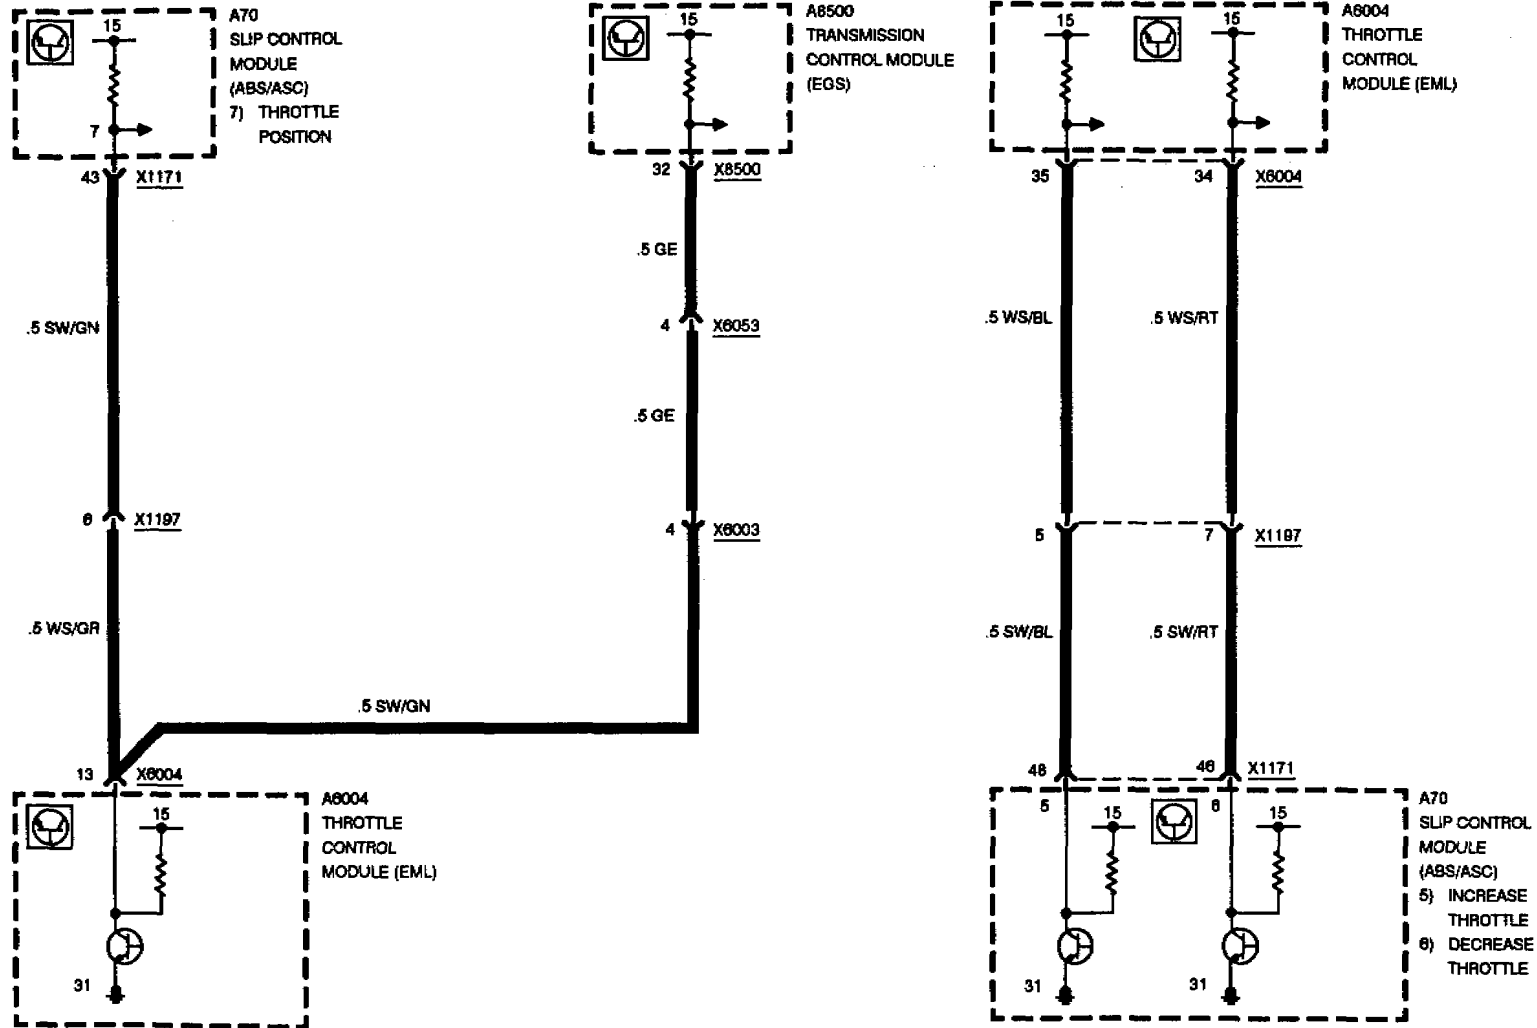 15
A70
SLIP CONTROL
MODULE
(ABS/ASC)
7) THROTTLE
POSITION
7
43 X1171
.5 SW/GN
6 X1197
.5 WS/GR
.5 SW/GN
13 X6004
A6004
THROTTLE
CONTROL
MODULE (EML)
15
31
15
A8500
TRANSMISSION
CONTROL MODULE
(EGS)
32 X8500
.5 GE
4 X6053
.5 GE
4 X6003
15 15
A6004
THROTTLE
CONTROL
MODULE (EML)
35 34 X6004
.5 WS/BL .5 WS/RT
5 7 X1197
.5 SW/BL .5 SW/RT
48 46 X1171
5 15 6 15
A70
SLIP CONTROL
MODULE
(ABS/ASC)
5) INCREASE
THROTTLE
6) DECREASE
THROTTLE
31 31